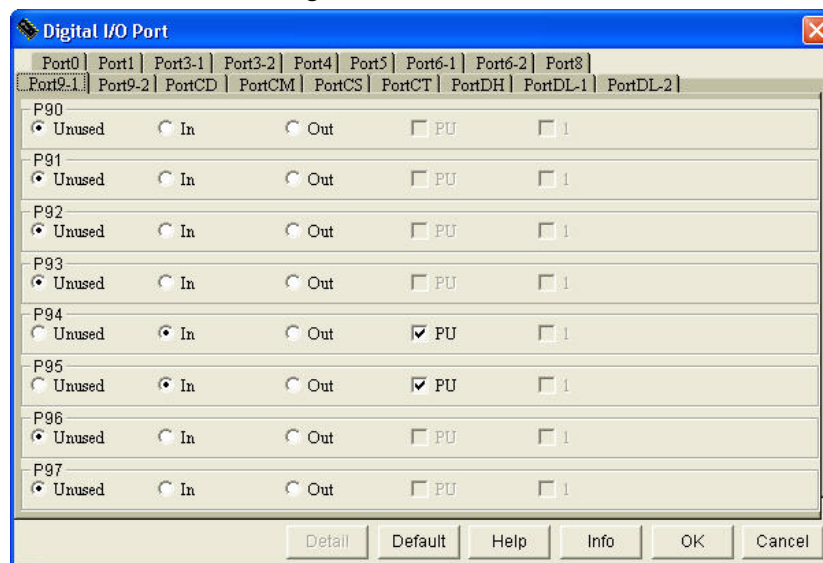 Digital I/O Port
Port0 Port1 Port3-1 Port3-2 Port4 Port5 Port6-1 Port6-2 Port8
Port9-1 Port9-2 PortCD PortCM PortCS PortCT PortDH PortDL-1 PortDL-2
P90
Unused In Out PU 1
P91
Unused In Out PU 1
P92
Unused In Out PU 1
P93
Unused In Out PU 1
P94
Unused In Out PU 1
P95
Unused In Out PU 1
P96
Unused In Out PU 1
P97
Unused In Out PU 1
Detail Default Help Info OK Cancel